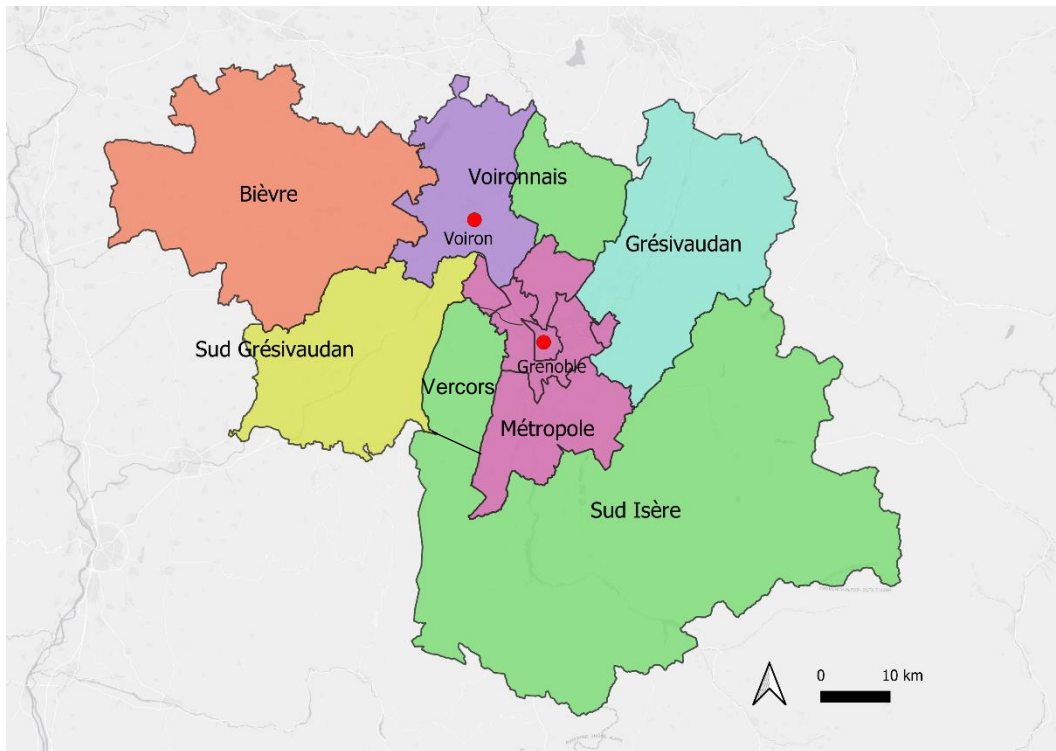 Voironnais
Bièvre
Voiron
Grésivaudan
Sud Grésivaudan
Grenoble
Vercors
Métropole
Sud Isère
0
10 km